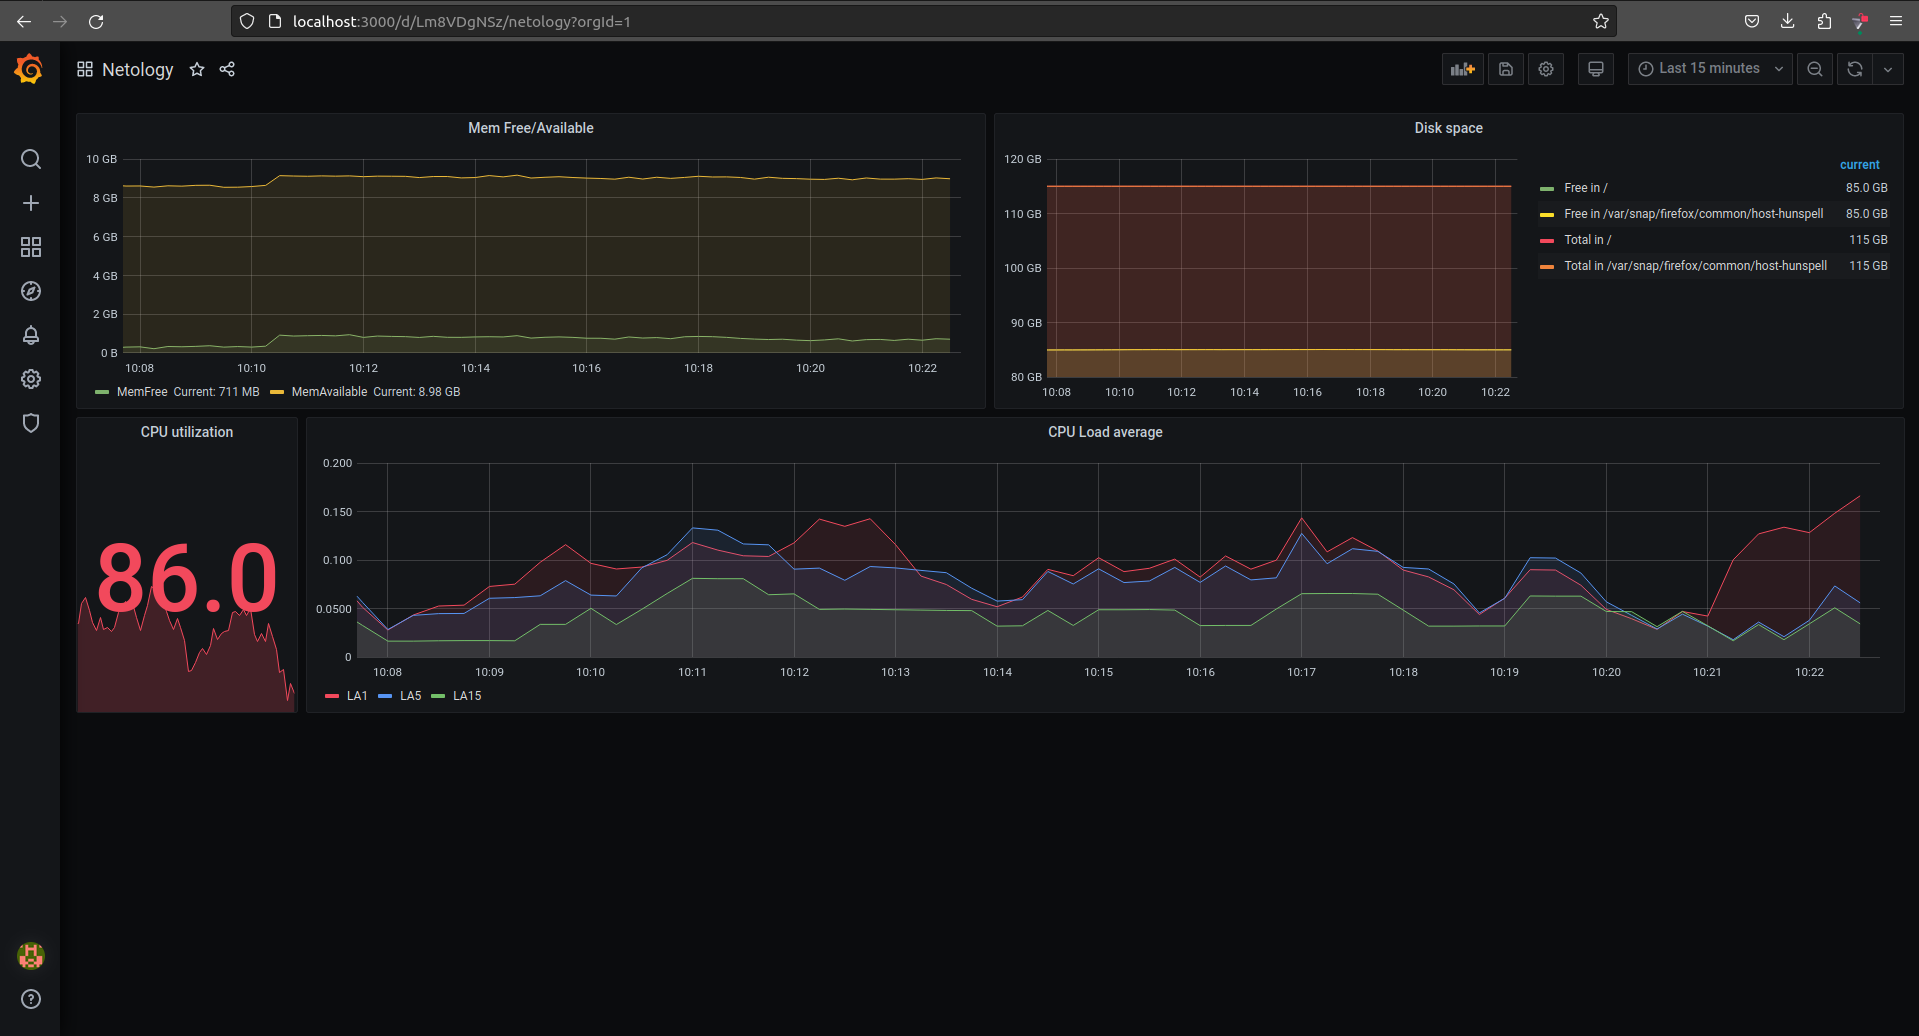 localhost:3000/d/Lm8VDgNSz/netology?orgId=1
Netology
Last 15 minutes
Mem Free/Available
10 GB
8 GB
6 GB
4 GB
2 GB
0 B
10:08 10:10 10:12 10:14 10:16 10:18 10:20 10:22
MemFree Current: 711 MB MemAvailable Current: 8.98 GB
Disk space
120 GB
110 GB
100 GB
90 GB
80 GB
10:08 10:10 10:12 10:14 10:16 10:18 10:20 10:22
current
Free in / 85.0 GB
Free in /var/snap/firefox/common/host-hunspell 85.0 GB
Total in / 115 GB
Total in /var/snap/firefox/common/host-hunspell 115 GB
CPU utilization
86.0
CPU Load average
0.200
0.150
0.100
0.0500
0
10:08 10:09 10:10 10:11 10:12 10:13 10:14 10:15 10:16 10:17 10:18 10:19 10:20 10:21 10:22
LA1 LA5 LA15